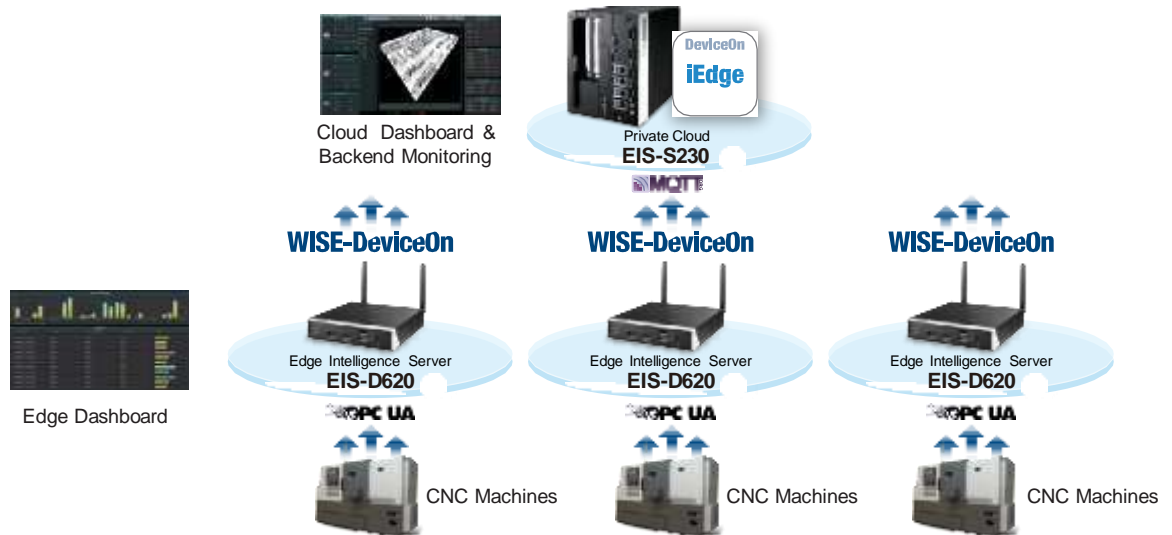 DeviceOn
iEdge
Cloud Dashboard &
Backend Monitoring
Private Cloud
EIS-S230
MQTT
WISE-DeviceOn
WISE-DeviceOn
WISE-DeviceOn
Edge Intelligence Server
EIS-D620
Edge Intelligence Server
EIS-D620
Edge Intelligence Server
EIS-D620
Edge Dashboard
OPC UA
OPC UA
OPC UA
CNC Machines
CNC Machines
CNC Machines